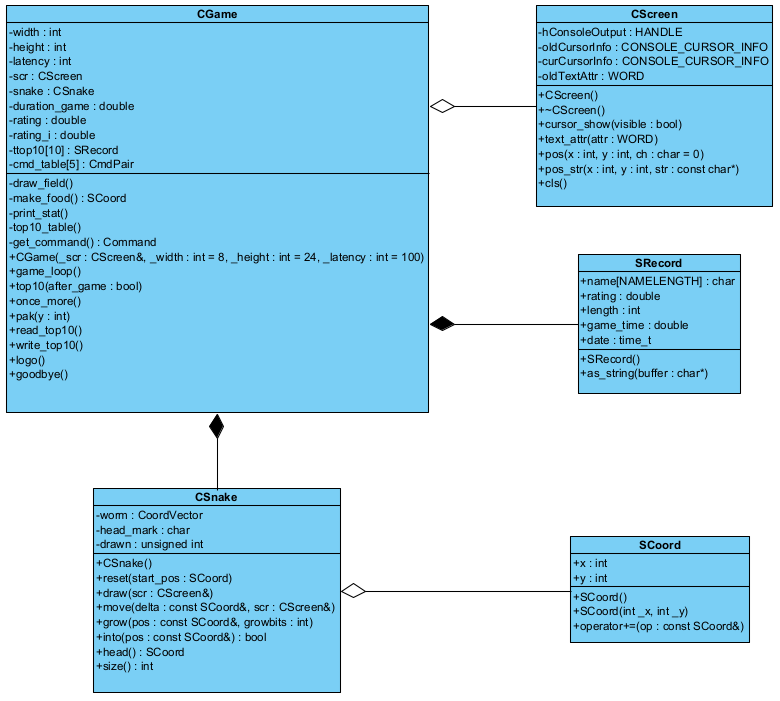 CGame
-width : int
-height : int
-latency : int
-scr : CScreen
-snake : CSnake
-duration_game : double
-rating : double
-rating_i : double
-ttop10[10] : SRecord
-cmd_table[5] : CmdPair
-draw_field()
-make_food() : SCoord
-print_stat()
-top10_table()
-get_command() : Command
+CGame(_scr : CScreen&, _width : int = 8, _height : int = 24, _latency : int = 100)
+game_loop()
+top10(after_game : bool)
+once_more()
+pak(y : int)
+read_top10()
+write_top10()
+logo()
+goodbye()
CScreen
-hConsoleOutput : HANDLE
-oldCursorInfo : CONSOLE_CURSOR_INFO
-curCursorInfo : CONSOLE_CURSOR_INFO
-oldTextAttr : WORD
+CScreen()
+~CScreen()
+cursor_show(visible : bool)
+text_attr(attr : WORD)
+pos(x : int, y : int, ch : char = 0)
+pos_str(x : int, y : int, str : const char*)
+cls()
SRecord
+name[NAMELENGTH] : char
+rating : double
+length : int
+game_time : double
+date : time_t
+SRecord()
+as_string(buffer : char*)
CSnake
-worm : CoordVector
-head_mark : char
-drawn : unsigned int
+CSnake()
+reset(start_pos : SCoord)
+draw(scr : CScreen&)
+move(delta : const SCoord&, scr : CScreen&)
+grow(pos : const SCoord&, growbits : int)
+into(pos : const SCoord&) : bool
+head() : SCoord
+size() : int
SCoord
+x : int
+y : int
+SCoord()
+SCoord(int _x, int _y)
+operator+=(op : const SCoord&)